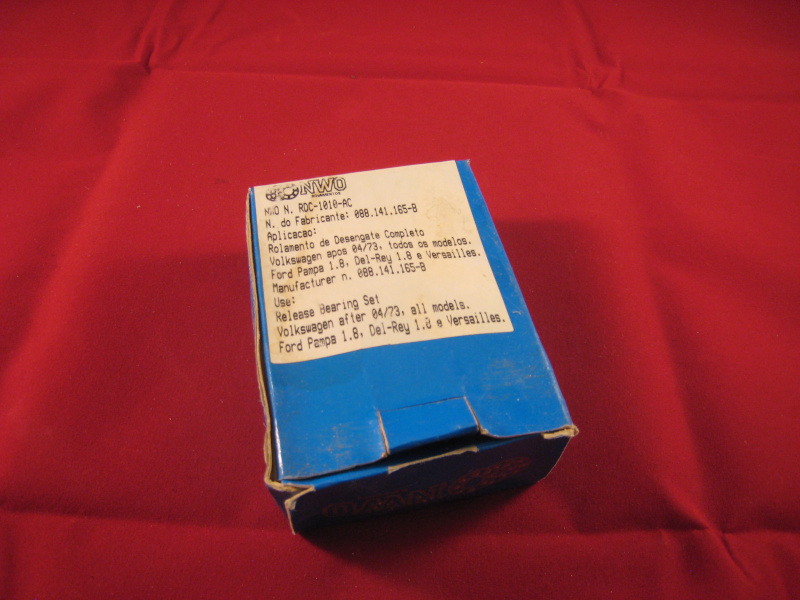 NWO
ROLAMENTOS
NWO N. RDC-1010-AC
N. do Fabricante: 088.141.165-B
Aplicacao:
Rolamento de Desengate Completo
Volkswagen apos 04/73, todos os modelos.
Ford Pampa 1.8, Del-Rey 1.8 e Versailles.
Manufacturer n. 088.141.165-B
Use:
Release Bearing Set
Volkswagen after 04/73, all models.
Ford Pampa 1.8, Del-Rey 1.8 e Versailles.